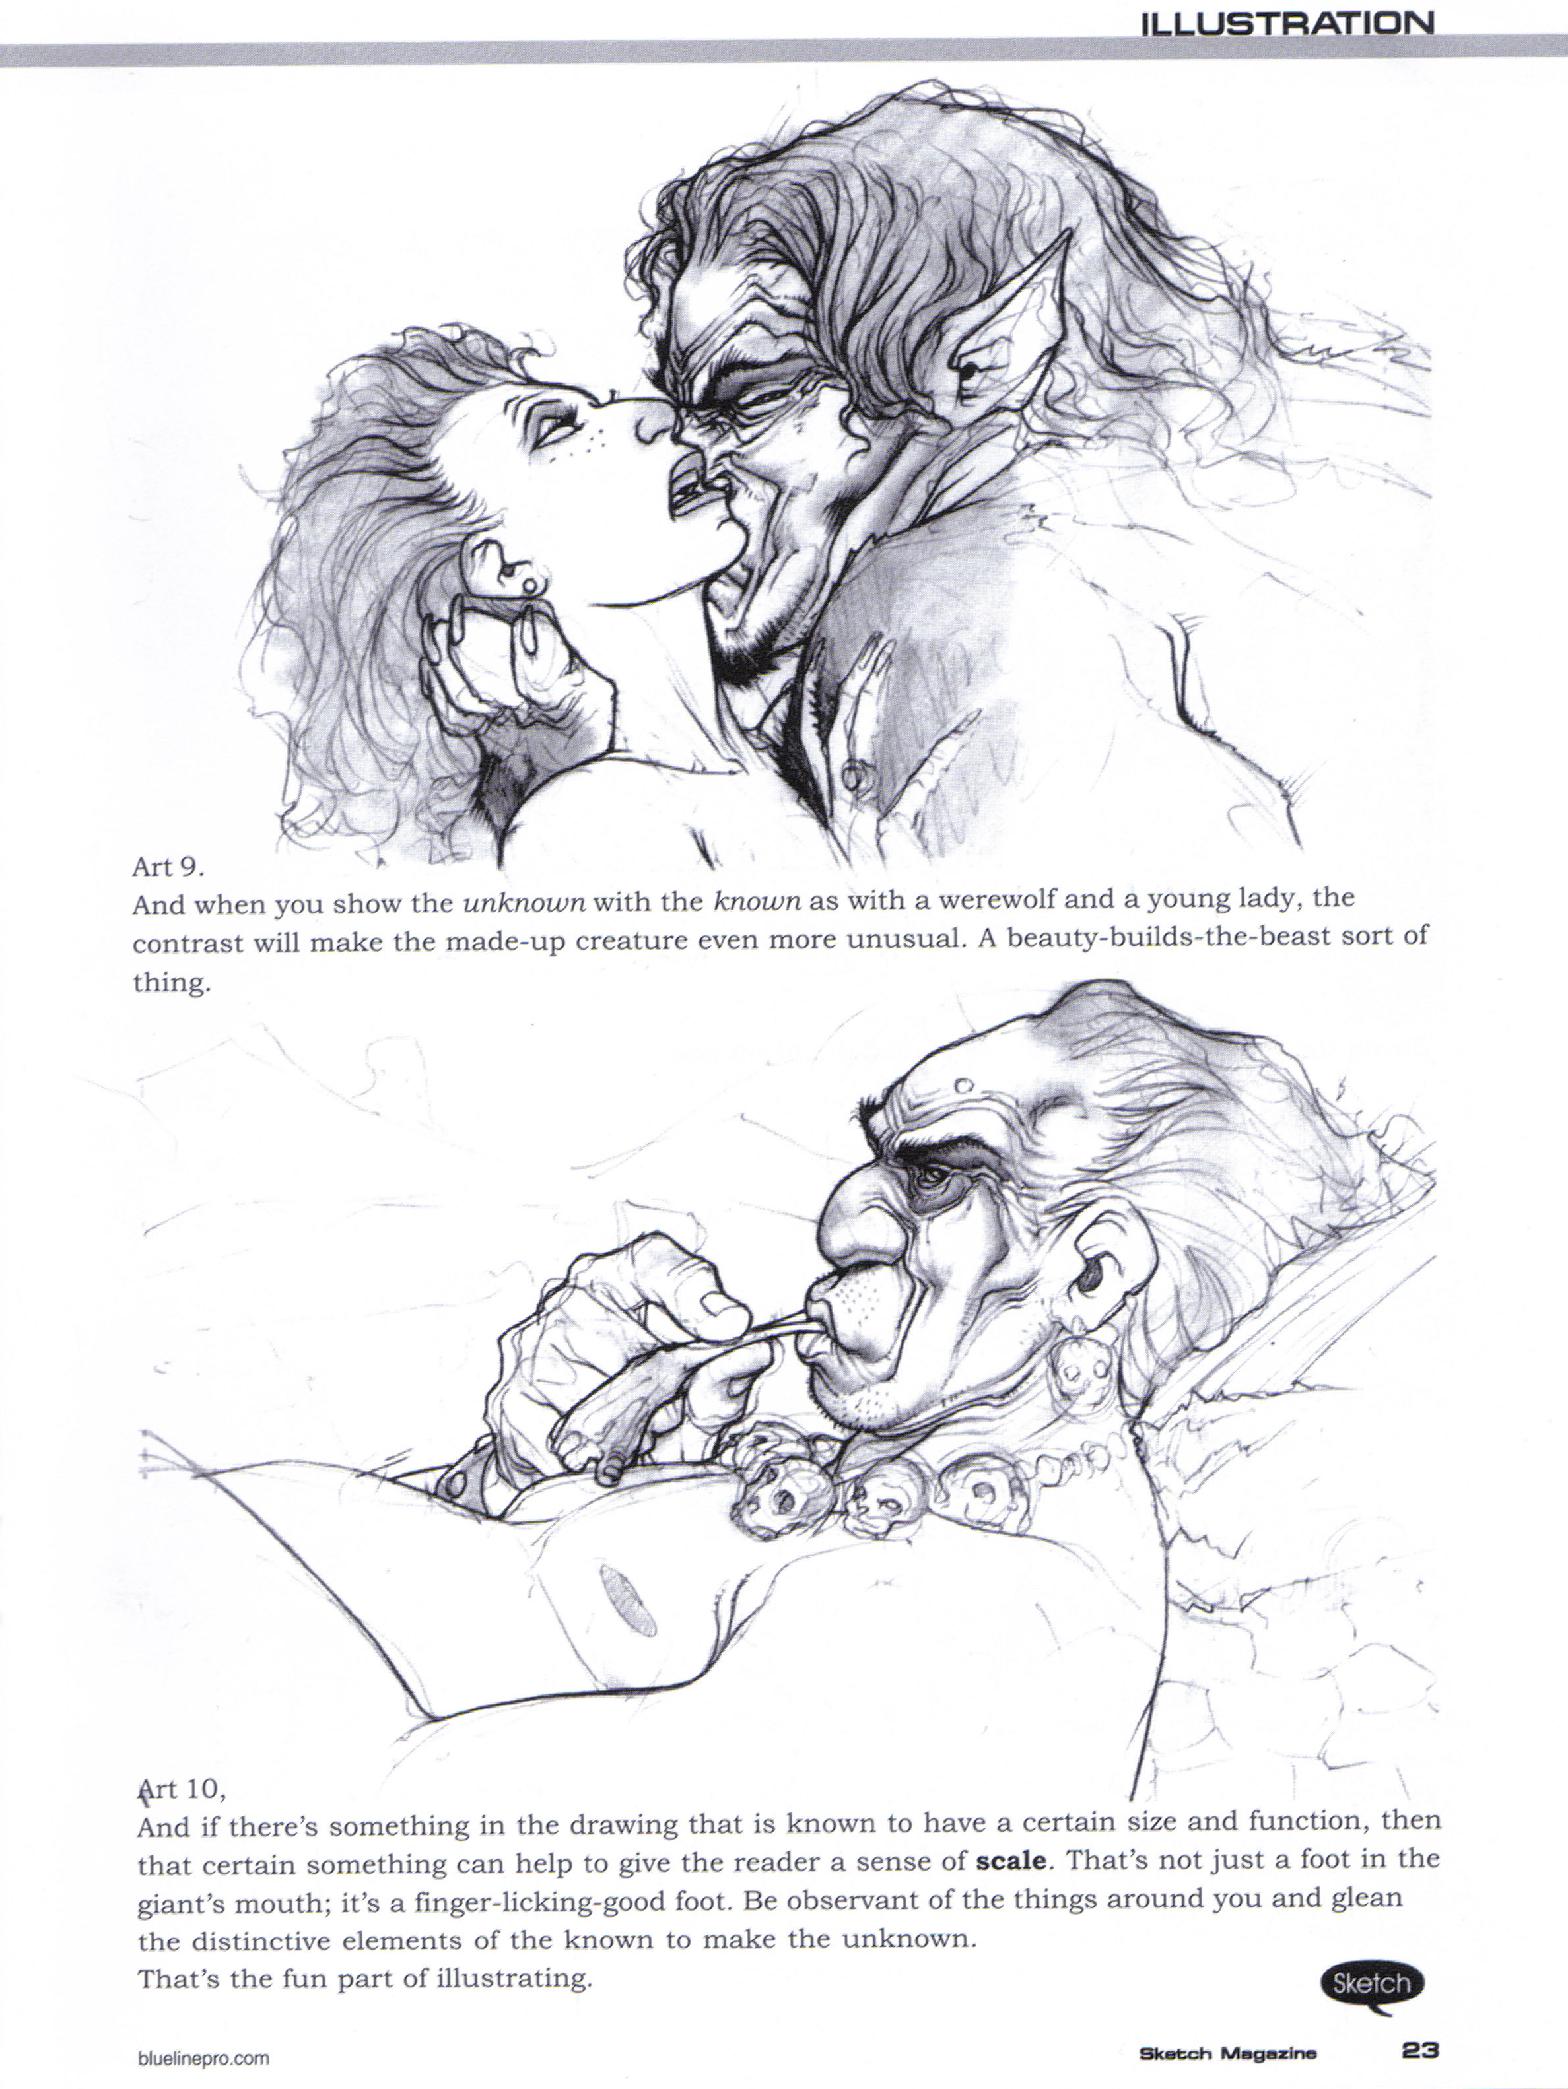 ILLUSTRATION
Art 9.
And when you show the unknown with the known as with a werewolf and a young lady, the
contrast will make the made-up creature even more unusual. A beauty-builds-the-beast sort of
thing.
Art 10,
And if there's something in the drawing that is known to have a certain size and function, then
that certain something can help to give the reader a sense of scale. That's not just a foot in the
giant's mouth; it's a finger-licking-good foot. Be observant of the things around you and glean
the distinctive elements of the known to make the unknown.
That's the fun part of illustrating.
Sketch
bluelinepro.com
Sketch Magazine 23